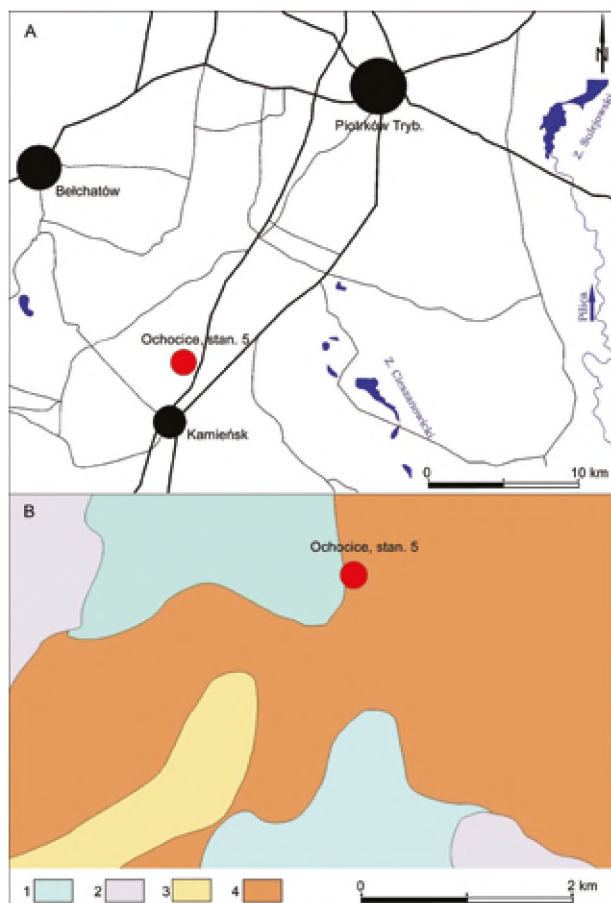 A
N
Piotrków Tryb.
Z. Sulejowski
Bełchatów
Pilica
Ochocice, stan. 5
Z. Cieszanowicki
Kamieńsk
0 10 km
B
Ochocice, stan. 5
1 2 3 4 0 2 km